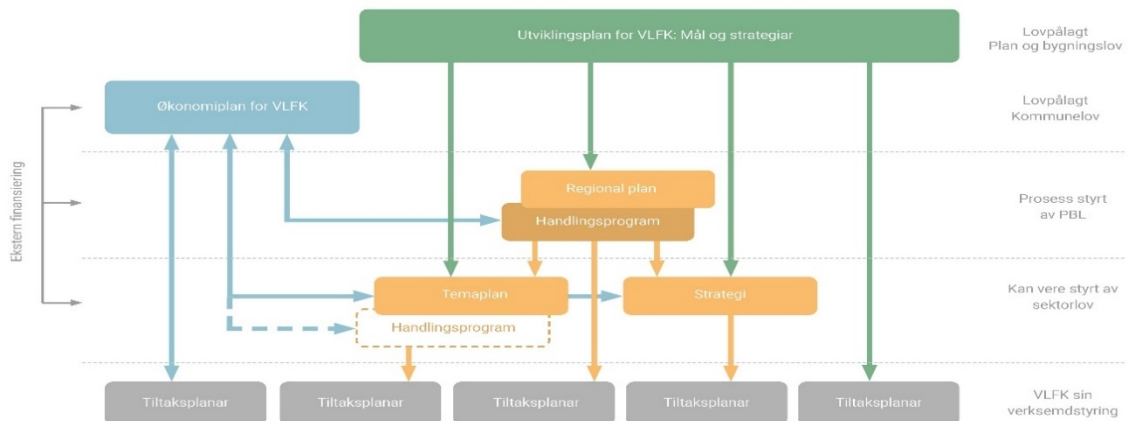 Utviklingsplan for VLFK: Mål og strategiar
Lovpålagt
Plan og bygningslov
Økonomiplan for VLFK
Lovpålagt
Kommunelov
Ekstern finansiering
Regional plan
Handlingsprogram
Prosess styrt
av PBL
Temaplan
Strategi
Handlingsprogram
Kan vere styrt av
sektorlov
Tiltaksplanar
Tiltaksplanar
Tiltaksplanar
Tiltaksplanar
Tiltaksplanar
VLFK sin
verksemdstyring